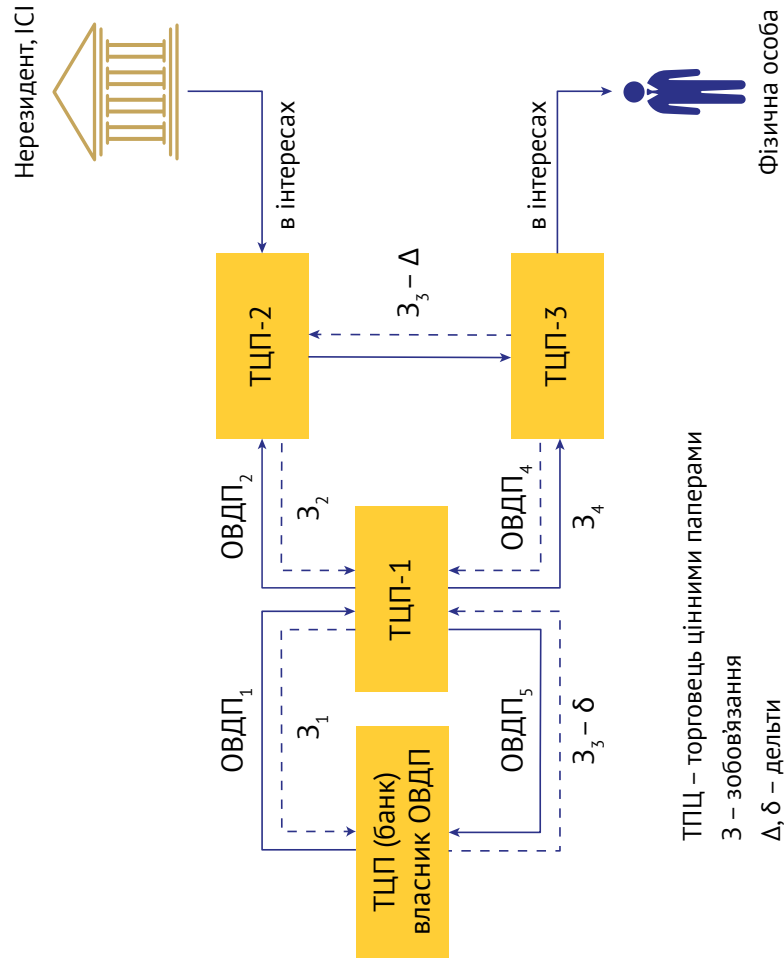 Нерезидент, ІСІ
в інтересах
ТЦП-2
ОВДП₂
З₂
З₃ – Δ
ОВДП₁
З₁
ТЦП (банк)
власник ОВДП
ТЦП-1
ОВДП₅
З₃ – δ
ОВДП₄
З₄
ТЦП-3
в інтересах
Фізична особа
ТПЦ – торговець цінними паперами
З – зобов'язання
Δ, δ – дельти